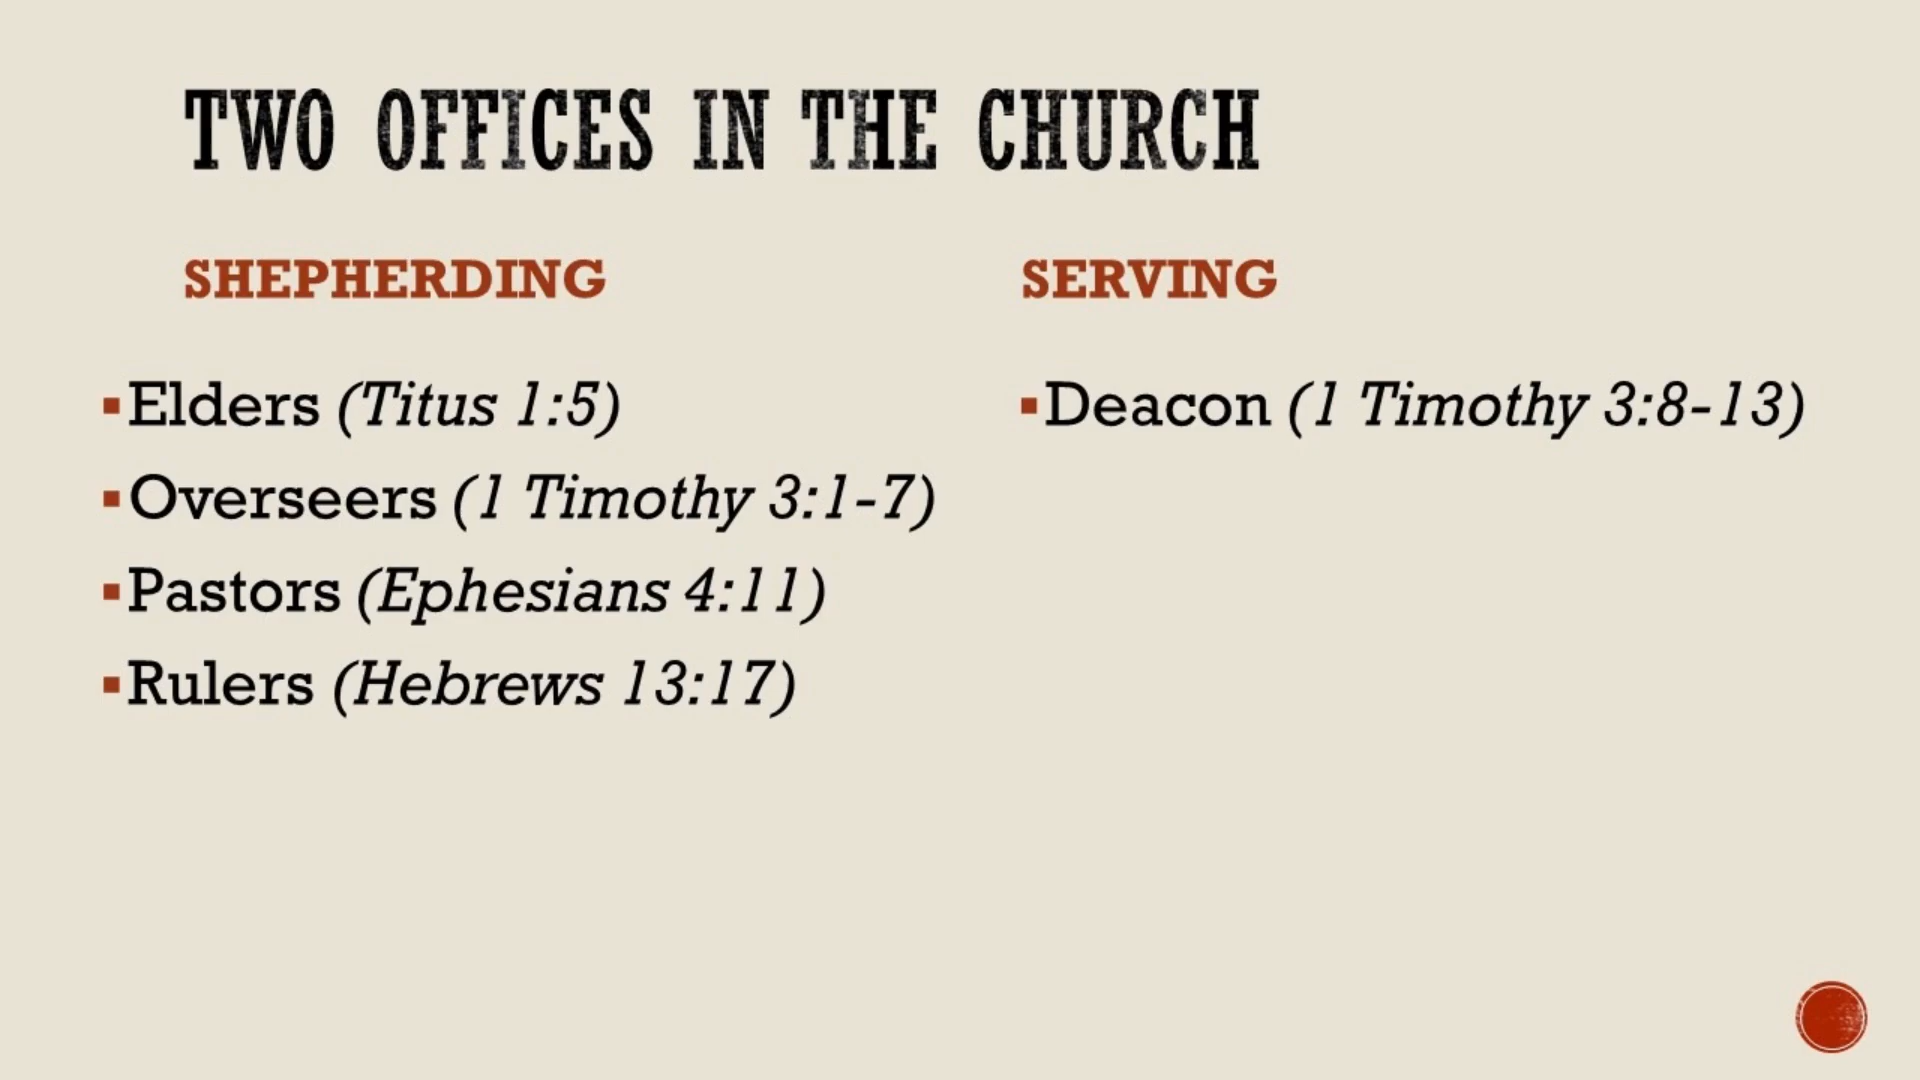 TWO OFFICES IN THE CHURCH
SHEPHERDING
▪Elders (Titus 1:5)
▪Overseers (1 Timothy 3:1-7)
▪Pastors (Ephesians 4:11)
▪Rulers (Hebrews 13:17)
SERVING
▪Deacon (1 Timothy 3:8-13)